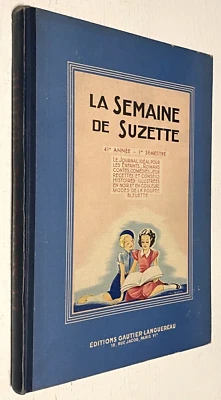 LA SEMAINE
DE SUZETTE
41e ANNÉE - 1er SEMESTRE
LE JOURNAL IDÉAL POUR
LES ENFANTS, ROMANS
CONTES, COMÉDIES, JEUX
RECETTES ET CONSEILS
HISTOIRES ILLUSTRÉES
EN NOIR ET EN COULEURS
MODES DE LA POUPÉE
BLEUETTE
EDITIONS GAUTIER-LANGUEREAU
18, RUE JACOB, PARIS VIe